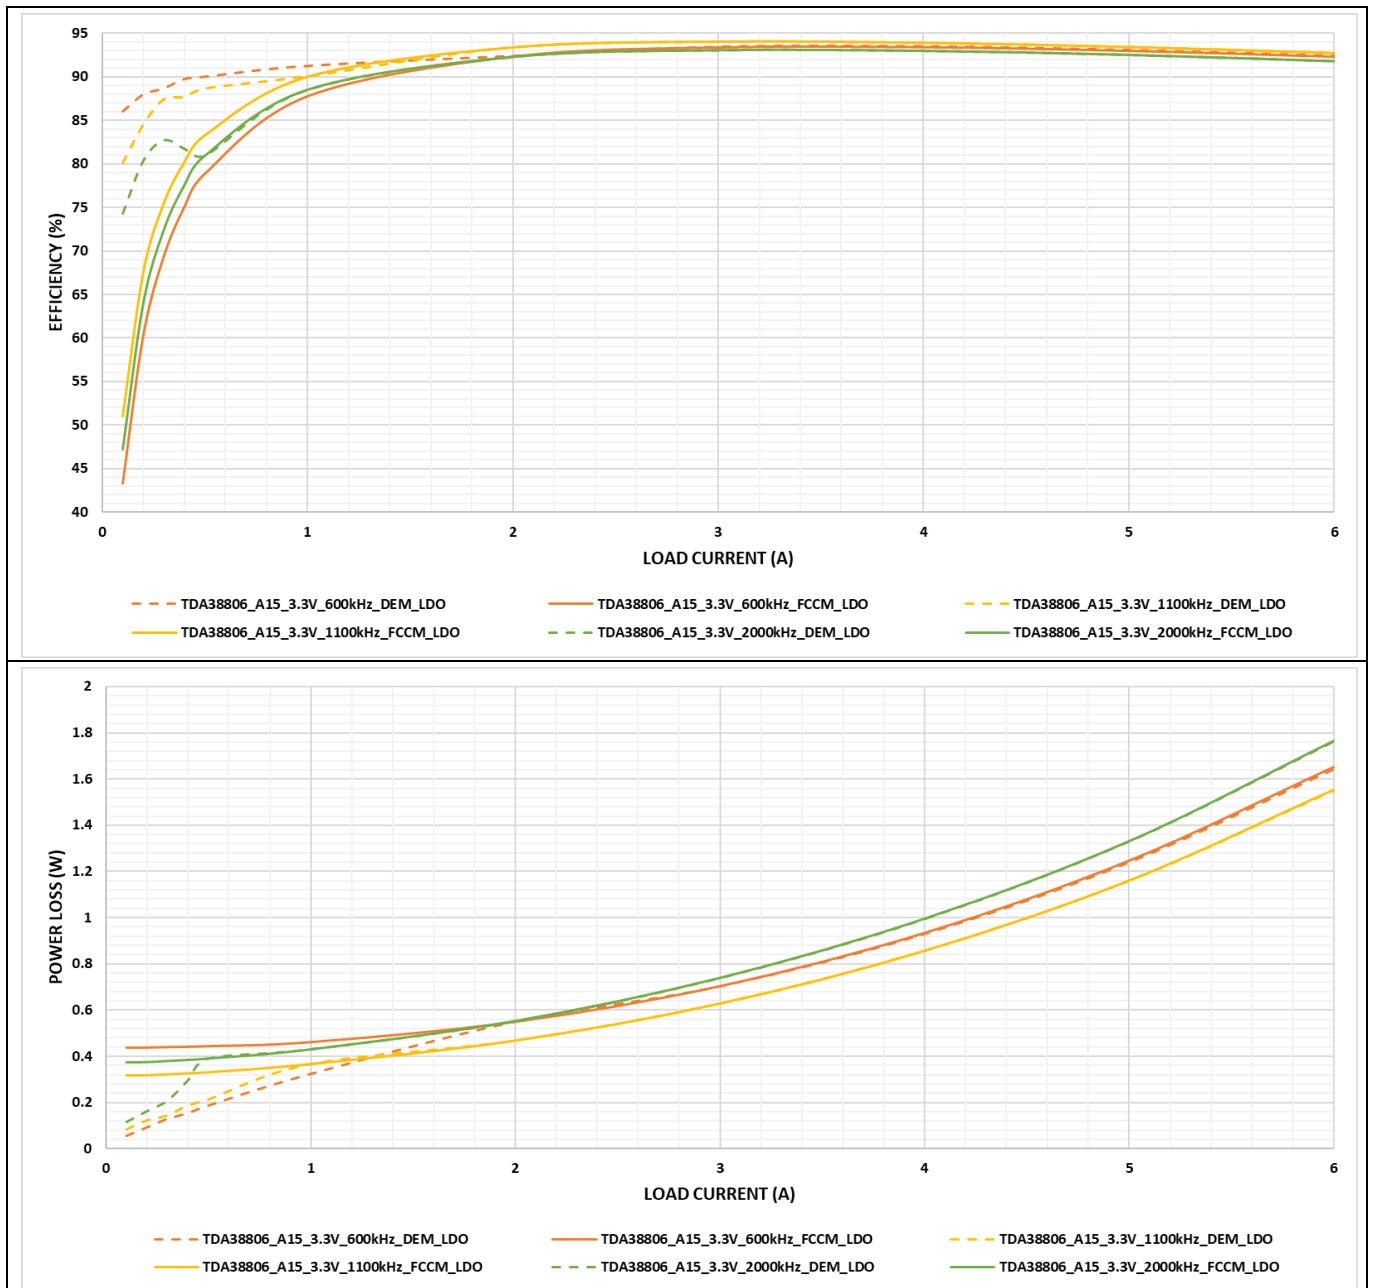 95
90
85
80
75
70
65
60
55
50
45
40
EFFICIENCY (%)
0 1 2 3 4 5 6
LOAD CURRENT (A)
TDA38806_A15_3.3V_600kHz_DEM_LDO TDA38806_A15_3.3V_600kHz_FCCM_LDO TDA38806_A15_3.3V_1100kHz_DEM_LDO
TDA38806_A15_3.3V_1100kHz_FCCM_LDO TDA38806_A15_3.3V_2000kHz_DEM_LDO TDA38806_A15_3.3V_2000kHz_FCCM_LDO
2
1.8
1.6
1.4
1.2
1
0.8
0.6
0.4
0.2
0
POWER LOSS (W)
0 1 2 3 4 5 6
LOAD CURRENT (A)
TDA38806_A15_3.3V_600kHz_DEM_LDO TDA38806_A15_3.3V_600kHz_FCCM_LDO TDA38806_A15_3.3V_1100kHz_DEM_LDO
TDA38806_A15_3.3V_1100kHz_FCCM_LDO TDA38806_A15_3.3V_2000kHz_DEM_LDO TDA38806_A15_3.3V_2000kHz_FCCM_LDO